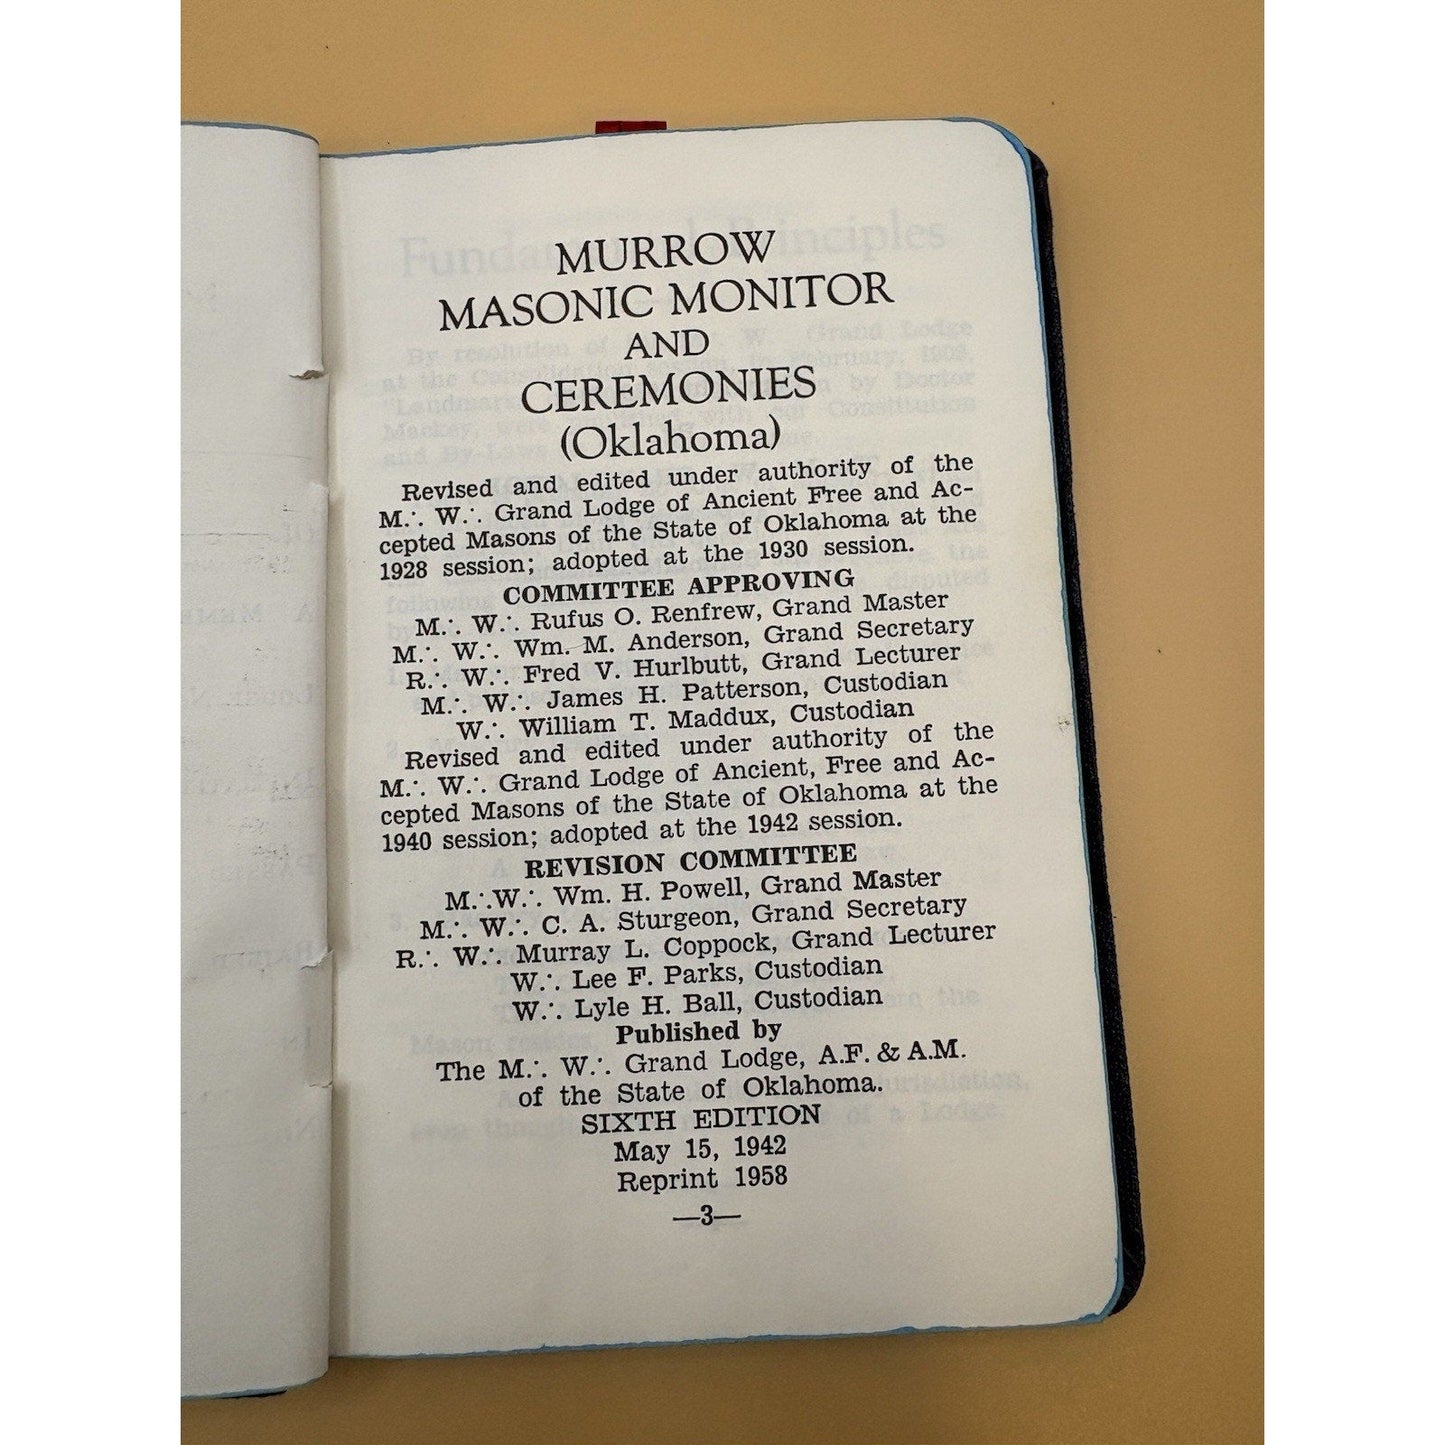 MURROW
MASONIC MONITOR
AND
CEREMONIES
(Oklahoma)
Revised and edited under authority of the
M∴ W∴ Grand Lodge of Ancient Free and Ac-
cepted Masons of the State of Oklahoma at the
1928 session; adopted at the 1930 session.
COMMITTEE APPROVING
M∴ W∴ Rufus O. Renfrew, Grand Master
M∴ W∴ Wm. M. Anderson, Grand Secretary
R∴ W∴ Fred V. Hurlbutt, Grand Lecturer
M∴ W∴ James H. Patterson, Custodian
W∴ William T. Maddux, Custodian
Revised and edited under authority of the
M∴ W∴ Grand Lodge of Ancient, Free and Ac-
cepted Masons of the State of Oklahoma at the
1940 session; adopted at the 1942 session.
REVISION COMMITTEE
M∴W∴ Wm. H. Powell, Grand Master
M∴ W∴ C. A. Sturgeon, Grand Secretary
R∴ W∴ Murray L. Coppock, Grand Lecturer
W∴ Lee F. Parks, Custodian
W∴ Lyle H. Ball, Custodian
Published by
The M∴ W∴ Grand Lodge, A.F. & A.M.
of the State of Oklahoma.
SIXTH EDITION
May 15, 1942
Reprint 1958
—3—